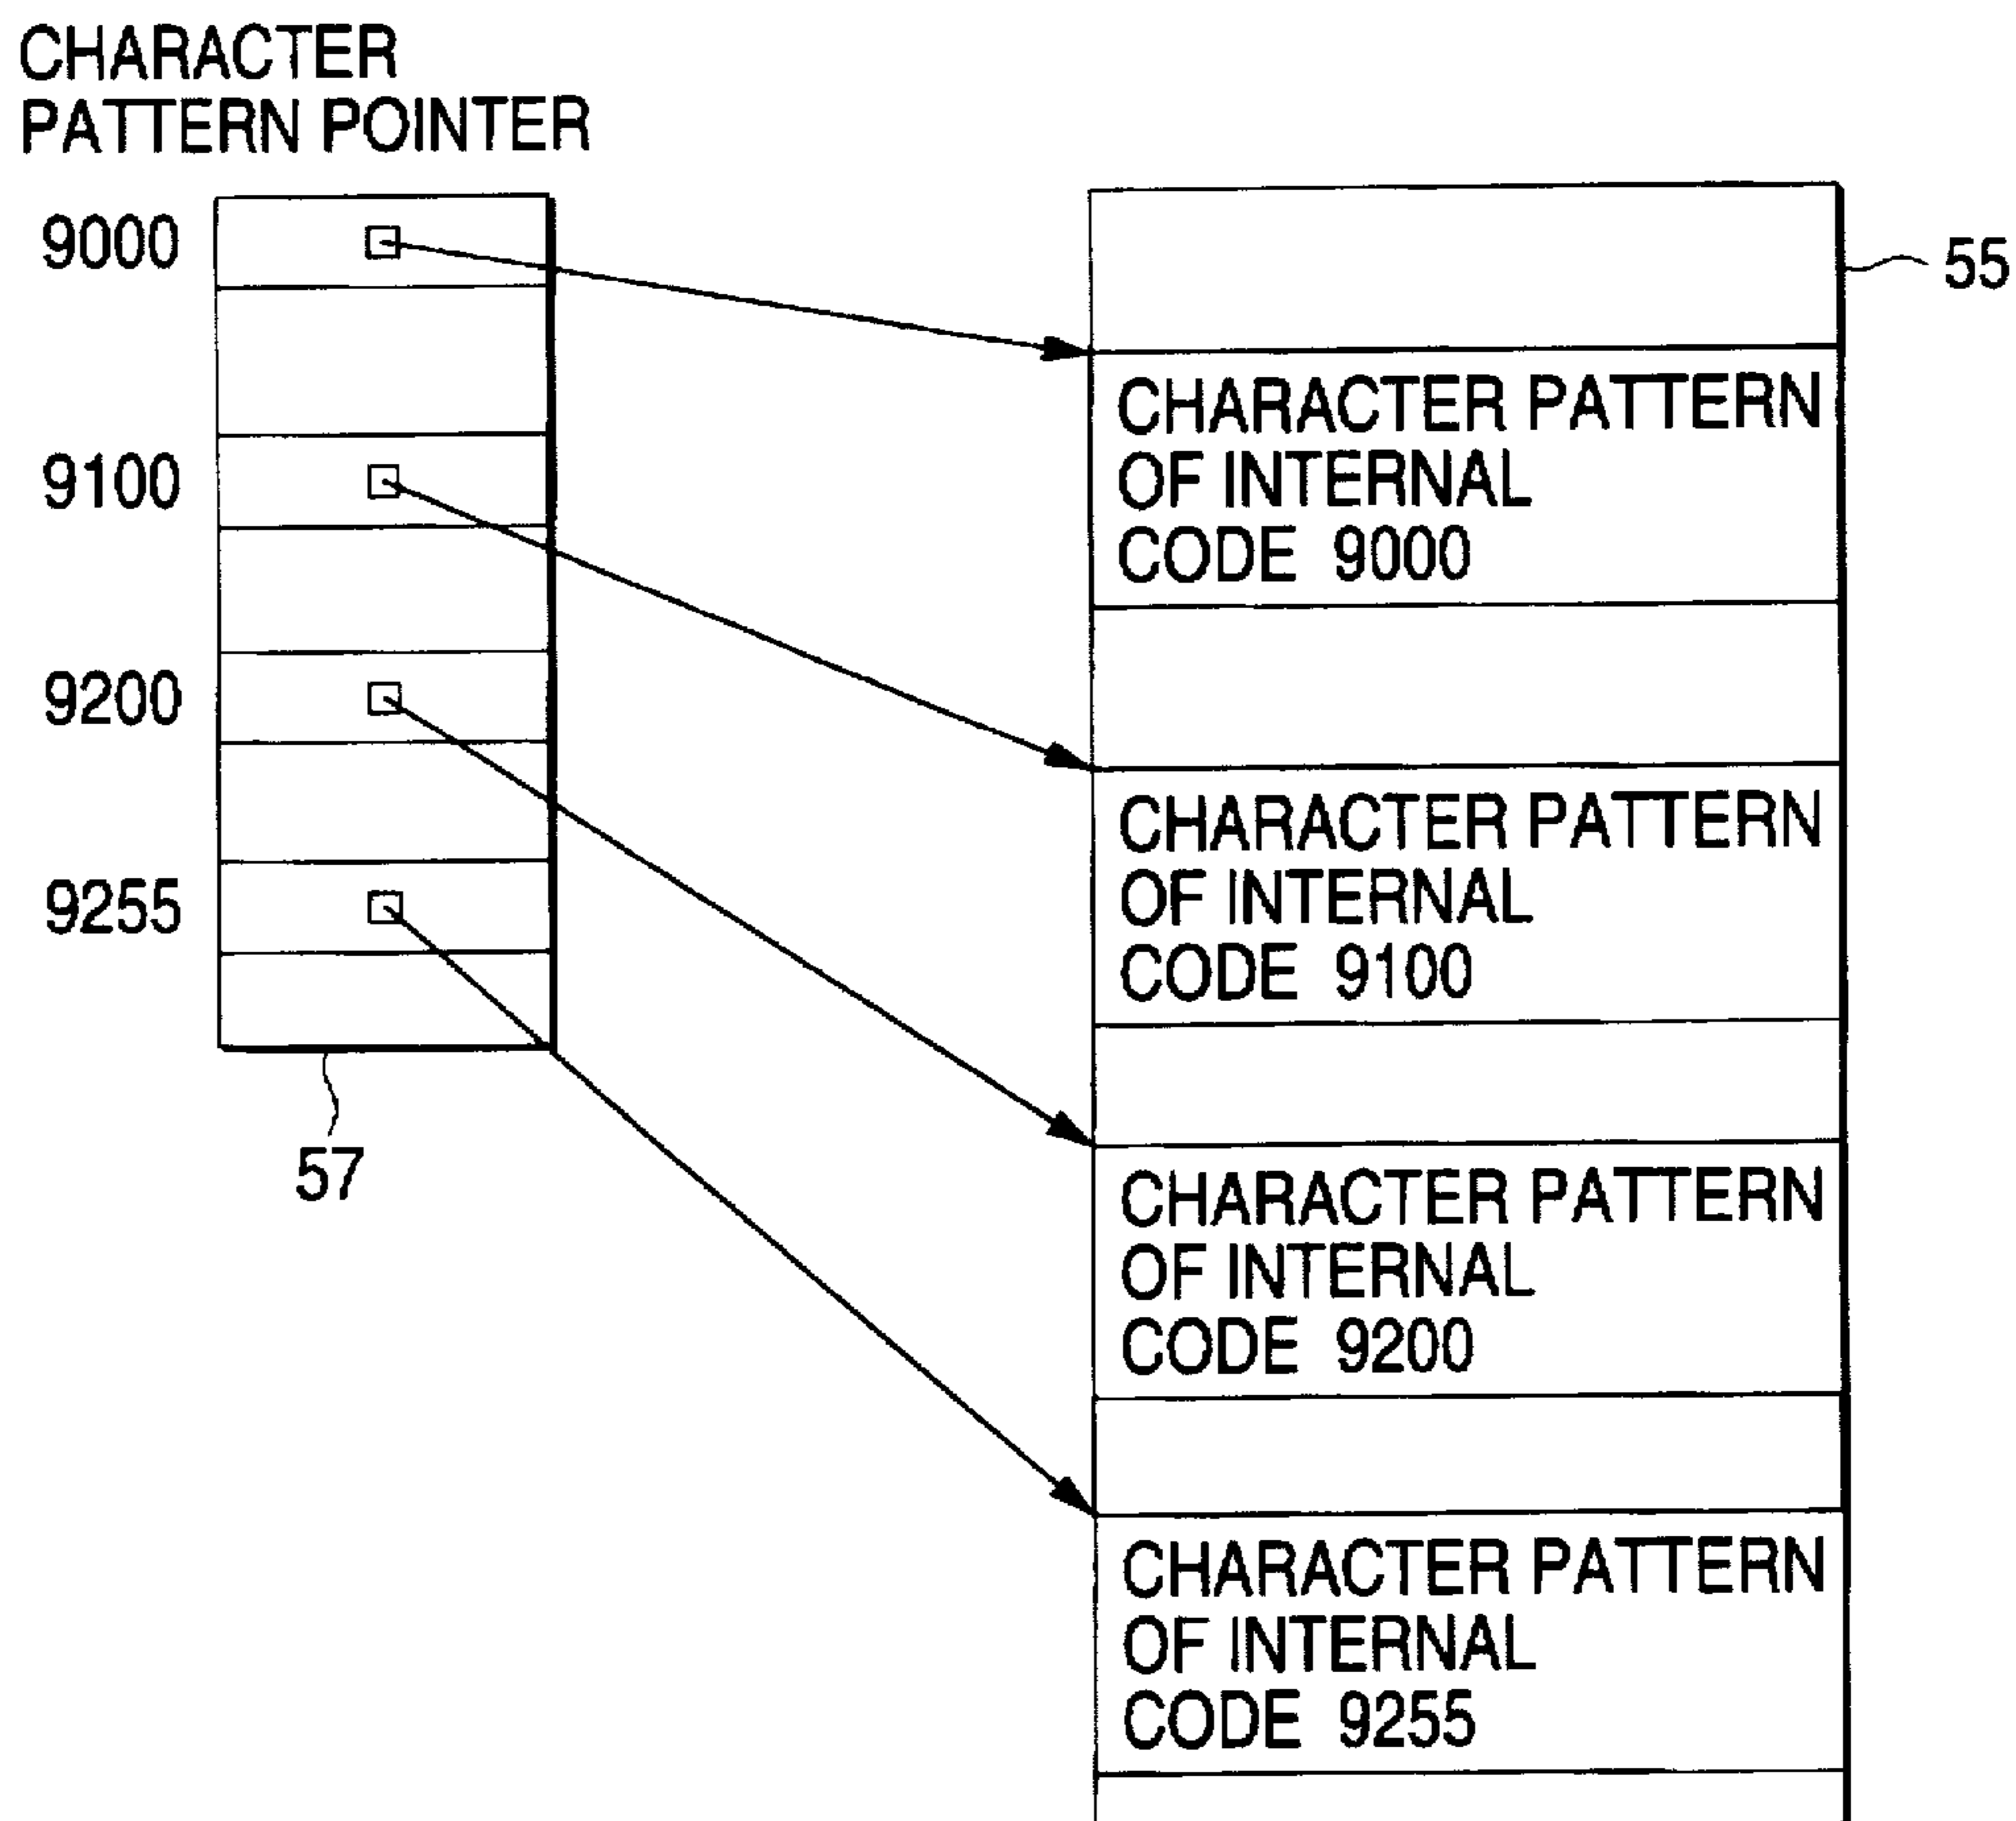 CHARACTER
PATTERN POINTER
9000
9100
9200
9255
57
55
CHARACTER PATTERN
OF INTERNAL
CODE 9000
CHARACTER PATTERN
OF INTERNAL
CODE 9100
CHARACTER PATTERN
OF INTERNAL
CODE 9200
CHARACTER PATTERN
OF INTERNAL
CODE 9255